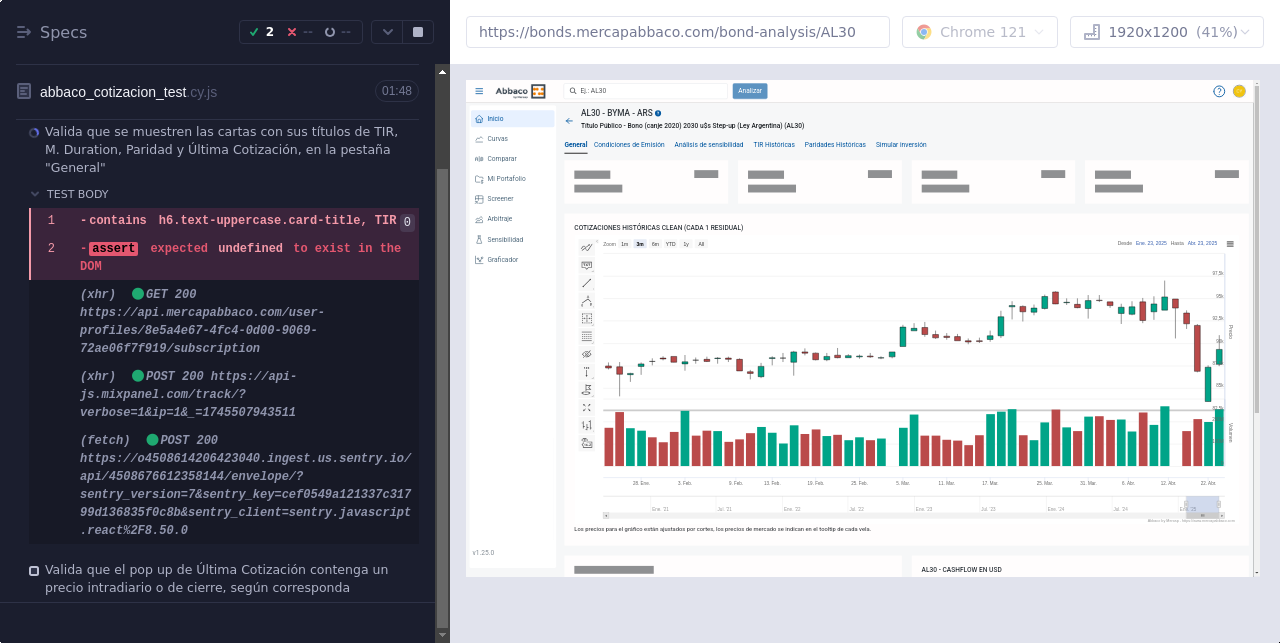 Specs
2
--
--
https://bonds.mercapabbaco.com/bond-analysis/AL30
Chrome 121
1920x1200 (41%)
abbaco_cotizacion_test.cy.js
01:48
Valida que se muestren las cartas con sus títulos de TIR,
M. Duration, Paridad y Última Cotización, en la pestaña
"General"
TEST BODY
1 -contains h6.text-uppercase.card-title, TIR 0
2 -assert expected undefined to exist in the
DOM
(xhr) GET 200
https://api.mercapabbaco.com/user-
profiles/8e5a4e67-4fc4-0d00-9069-
72ae06f7f919/subscription
(xhr) POST 200 https://api-
js.mixpanel.com/track/?
verbose=1&ip=1&_=1745507943511
(fetch) POST 200
https://o4508614206423040.ingest.us.sentry.io/
api/4508676612358144/envelope/?
sentry_version=7&sentry_key=cef0549a121337c317
99d136835f0c8b&sentry_client=sentry.javascript
.react%2F8.50.0
Valida que el pop up de Última Cotización contenga un
precio intradiario o de cierre, según corresponda
Abbaco
Ej.: AL30
Analizar
Inicio
Curvas
Comparar
Mi Portafolio
Screener
Arbitraje
Sensibilidad
Graficador
v1.25.0
AL30 - BYMA - ARS
Título Público - Bono (canje 2020) 2030 u$s Step-up (Ley Argentina) (AL30)
General Condiciones de Emisión Análisis de sensibilidad TIR Históricas Paridades Históricas Simular inversión
COTIZACIONES HISTÓRICAS CLEAN (CADA 1 RESIDUAL)
Zoom 1m 3m 6m YTD 1y All
Desde Ene. 23, 2025 Hasta Abr. 23, 2025
97,5k
95k
92,5k
90k
85k
82,5k
Precio
Volumen
28. Ene. 3. Feb. 9. Feb. 13. Feb. 19. Feb. 25. Feb. 5. Mar. 11. Mar. 17. Mar. 25. Mar. 31. Mar. 6. Abr. 12. Abr. 22. Abr.
Ene. '21 Jul. '21 Ene. '22 Jul. '22 Ene. '23 Jul. '23 Ene. '24 Jul. '24 Ene. '25
Los precios para el gráfico están ajustados por cortes, los precios de mercado se indican en el tooltip de cada vela.
AL30 - CASHFLOW EN USD